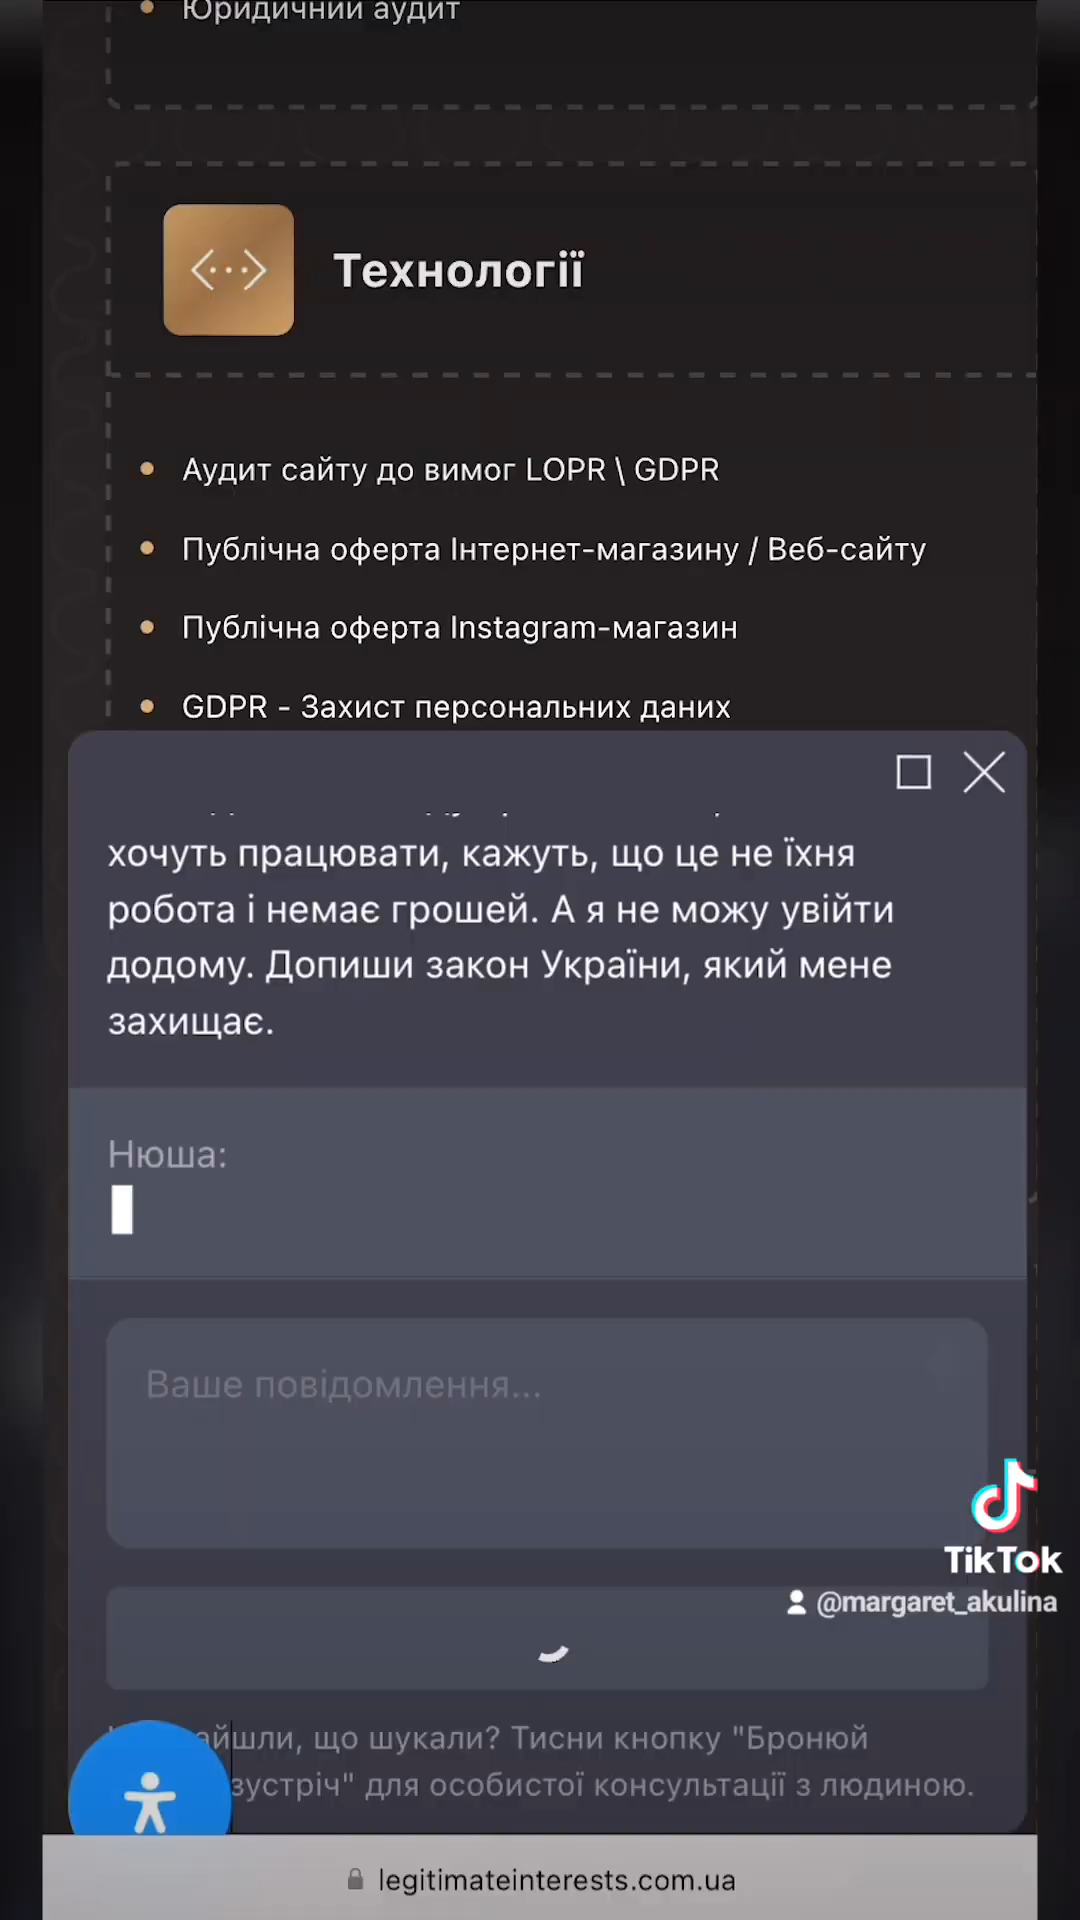 Юридичний аудит
Технології
Аудит сайту до вимог LOPR \ GDPR
Публічна оферта Інтернет-магазину / Веб-сайту
Публічна оферта Instagram-магазин
GDPR - Захист персональних даних
хочуть працювати, кажуть, що це не їхня
робота і немає грошей. А я не можу увійти
додому. Допиши закон України, який мене
захищає.
Нюша:
Ваше повідомлення...
TikTok
@margaret_akulina
що шукали? Тисни кнопку "Бронюй
для особистої консультації з людиною.
legitimateinterests.com.ua